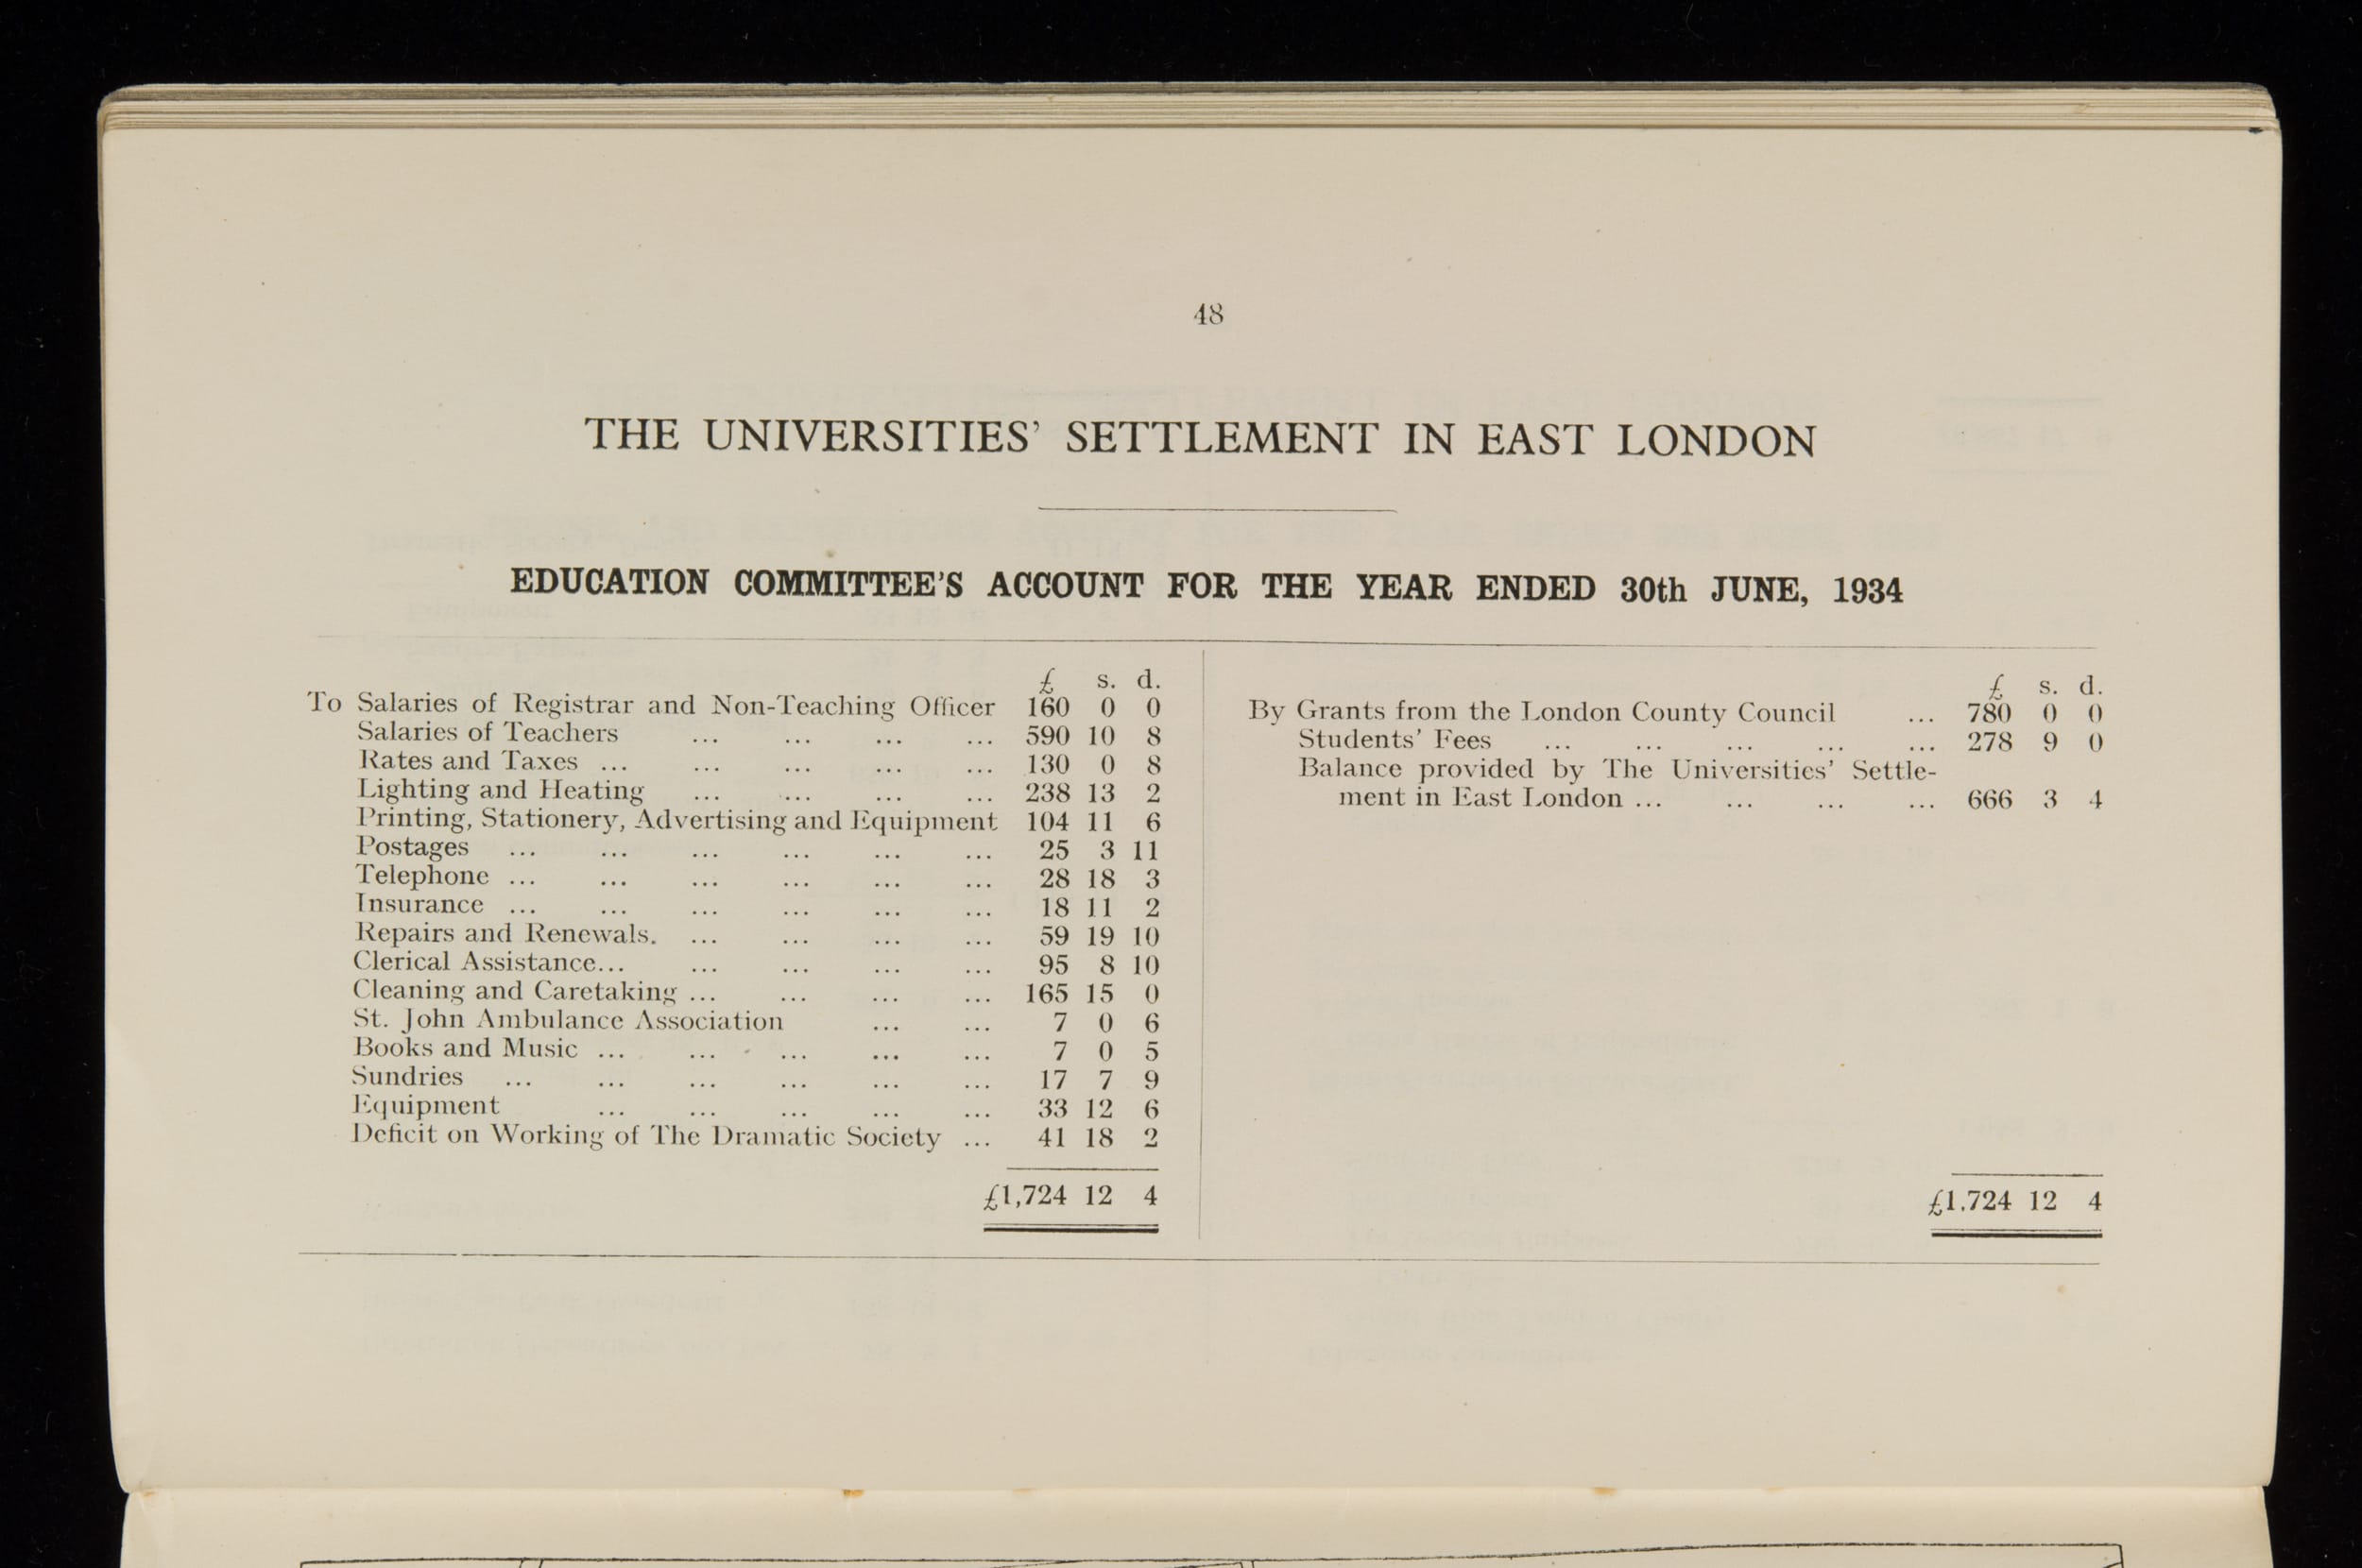 48
THE UNIVERSITIES' SETTLEMENT IN EAST LONDON
EDUCATION COMMITTEE'S ACCOUNT FOR THE YEAR ENDED 30th JUNE, 1934
£ s. d.
To Salaries of Registrar and Non-Teaching Officer 160 0 0
Salaries of Teachers ... ... ... ... 590 10 8
Rates and Taxes ... ... ... ... ... 130 0 8
Lighting and Heating ... ... ... ... 238 13 2
Printing, Stationery, Advertising and Equipment 104 11 6
Postages ... ... ... ... ... ... 25 3 11
Telephone ... ... ... ... ... ... 28 18 3
Insurance ... ... ... ... ... ... 18 11 2
Repairs and Renewals. ... ... ... ... 59 19 10
Clerical Assistance... ... ... ... ... 95 8 10
Cleaning and Caretaking ... ... ... ... 165 15 0
St. John Ambulance Association ... ... 7 0 6
Books and Music ... ... ... ... ... 7 0 5
Sundries ... ... ... ... ... ... 17 7 9
Equipment ... ... ... ... ... 33 12 6
Deficit on Working of The Dramatic Society ... 41 18 2
£1,724 12 4
£ s. d.
By Grants from the London County Council ... 780 0 0
Students' Fees ... ... ... ... ... 278 9 0
Balance provided by The Universities' Settle-
ment in East London ... ... ... ... 666 3 4
£1,724 12 4